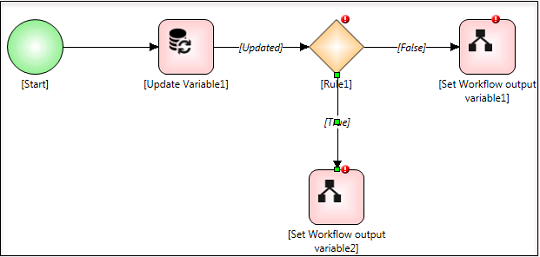 [Updated]
[False]
[Start]
[Update Variable1]
[Rule1]
[Set Workflow output
variable1]
[True]
[Set Workflow output
variable2]